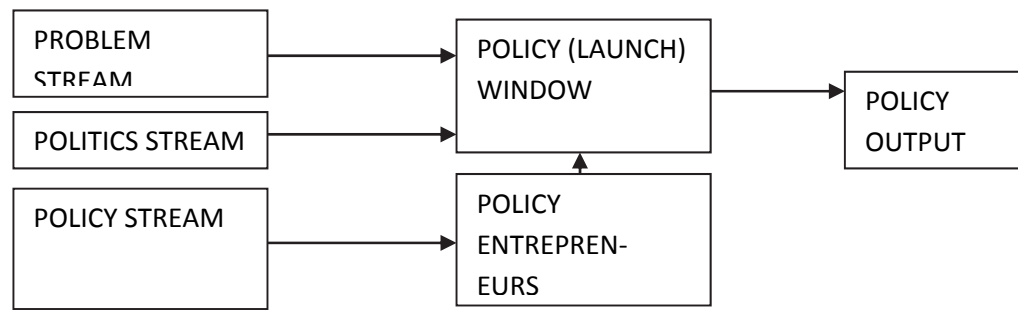 PROBLEM
STREAM
POLITICS STREAM
POLICY STREAM
POLICY (LAUNCH)
WINDOW
POLICY
ENTREPREN-
EURS
POLICY
OUTPUT